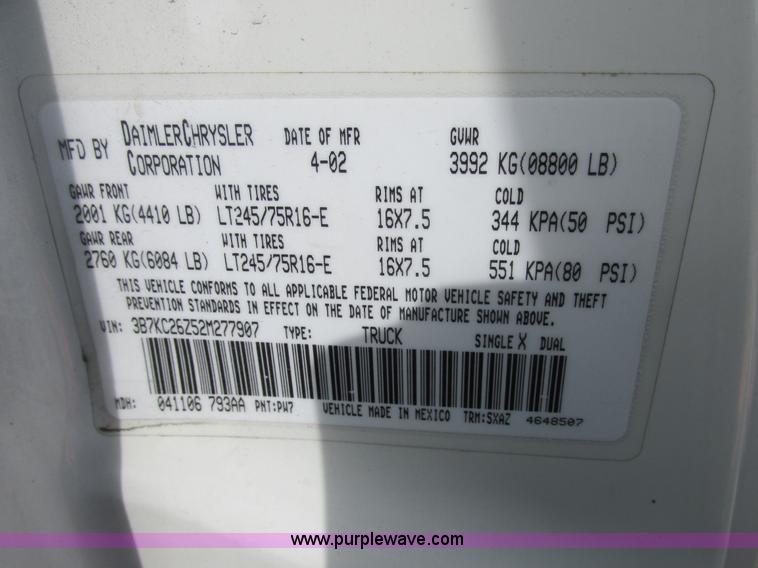 MFD BY DAIMLERCHRYSLER CORPORATION DATE OF MFR 4-02 GVWR 3992 KG(08800 LB)
GAWR FRONT WITH TIRES RIMS AT COLD
2001 KG(4410 LB) LT245/75R16-E 16X7.5 344 KPA(50 PSI)
GAWR REAR WITH TIRES RIMS AT COLD
2760 KG(6084 LB) LT245/75R16-E 16X7.5 551 KPA(80 PSI)
THIS VEHICLE CONFORMS TO ALL APPLICABLE FEDERAL MOTOR VEHICLE SAFETY AND THEFT
PREVENTION STANDARDS IN EFFECT ON THE DATE OF MANUFACTURE SHOWN ABOVE.
VIN: 3B7KC26Z52M277907 TYPE: TRUCK SINGLE X DUAL
MDH: 041106 793AA PNT:PW7 VEHICLE MADE IN MEXICO TRM:SXAZ 4648507
www.purplewave.com